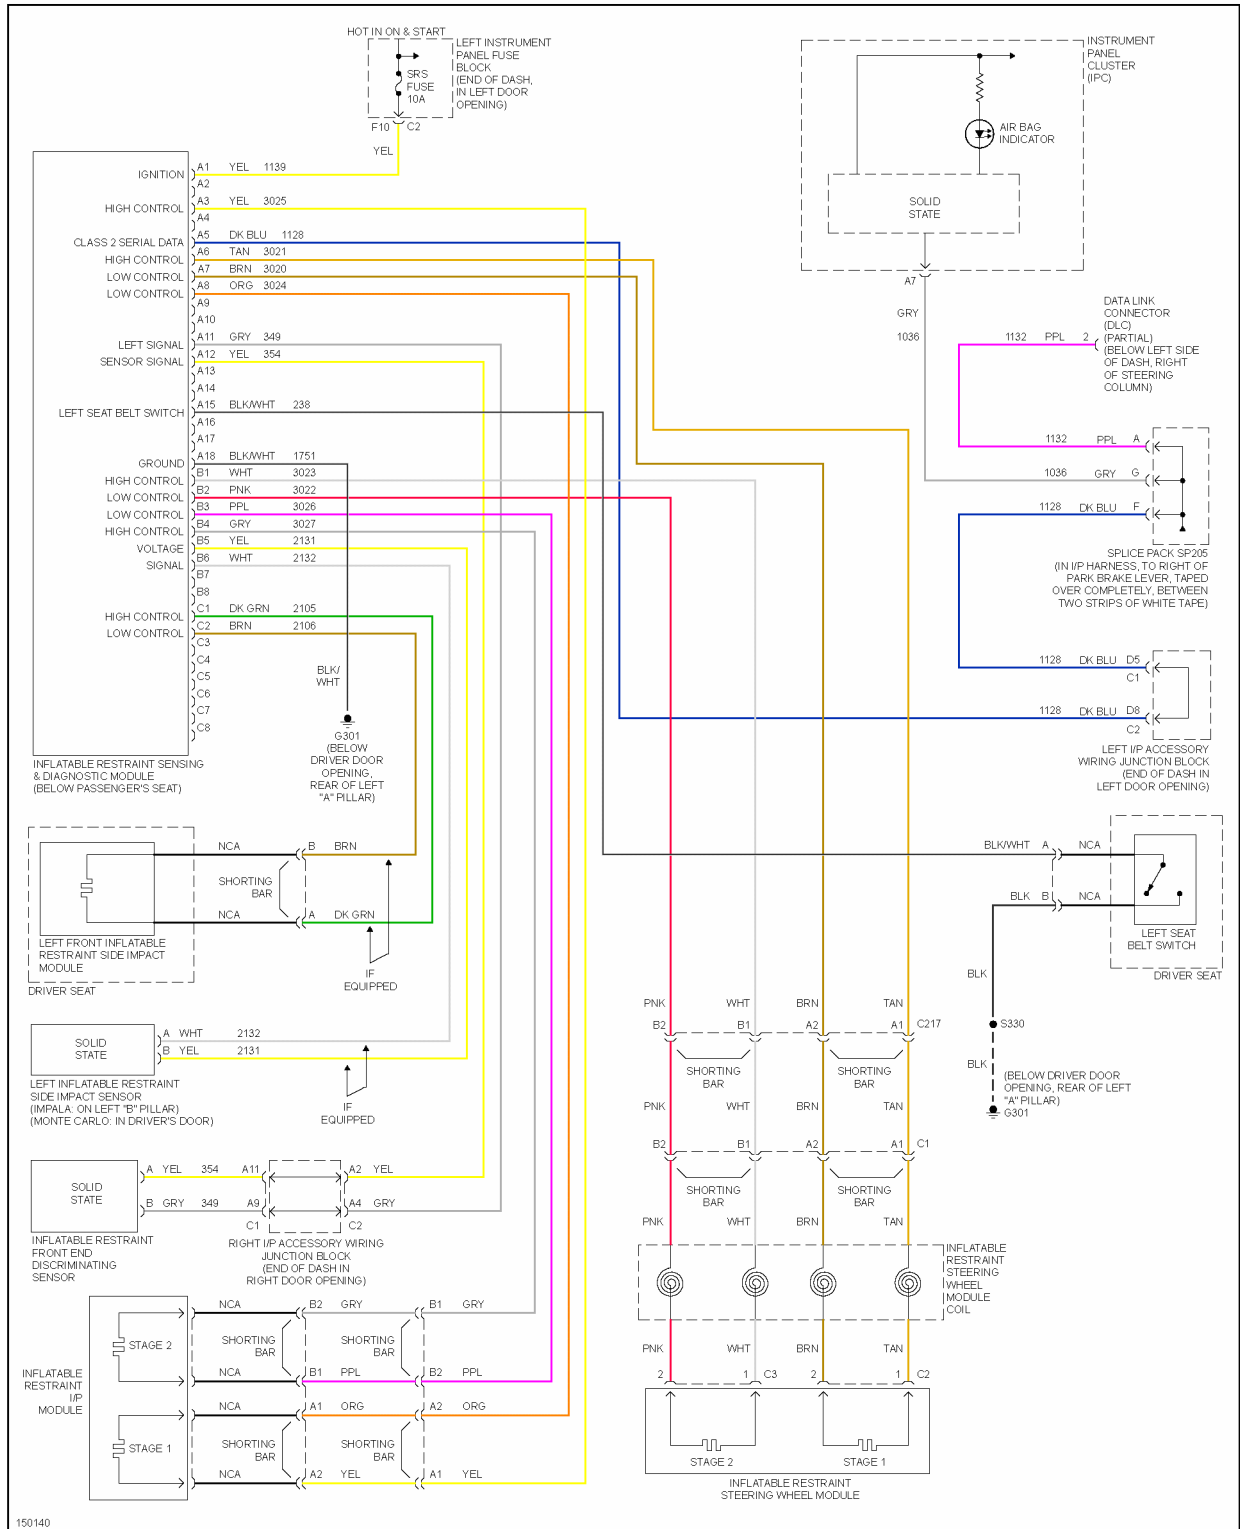 HOT IN ON & START
LEFT INSTRUMENT
PANEL FUSE
BLOCK
(END OF DASH,
IN LEFT DOOR
OPENING)
SRS
FUSE
10A
F10 C2
YEL
INSTRUMENT
PANEL
CLUSTER
(IPC)
AIR BAG
INDICATOR
SOLID
STATE
A7
GRY
1036
DATA LINK
CONNECTOR
(DLC)
(PARTIAL)
(BELOW LEFT SIDE
OF DASH, RIGHT
OF STEERING
COLUMN)
1132 PPL 2
1132 PPL A
1036 GRY G
1128 DK BLU F
SPLICE PACK SP205
(IN I/P HARNESS, TO RIGHT OF
PARK BRAKE LEVER, TAPED
OVER COMPLETELY, BETWEEN
TWO STRIPS OF WHITE TAPE)
1128 DK BLU D5
C1
1128 DK BLU D8
C2
LEFT I/P ACCESSORY
WIRING JUNCTION BLOCK
(END OF DASH IN
LEFT DOOR OPENING)
IGNITION A1 YEL 1139
A2
HIGH CONTROL A3 YEL 3025
A4
CLASS 2 SERIAL DATA A5 DK BLU 1128
HIGH CONTROL A6 TAN 3021
LOW CONTROL A7 BRN 3020
LOW CONTROL A8 ORG 3024
A9
A10
LEFT SIGNAL A11 GRY 349
SENSOR SIGNAL A12 YEL 354
A13
A14
LEFT SEAT BELT SWITCH A15 BLK/WHT 238
A16
A17
GROUND A18 BLK/WHT 1751
HIGH CONTROL B1 WHT 3023
LOW CONTROL B2 PNK 3022
LOW CONTROL B3 PPL 3026
HIGH CONTROL B4 GRY 3027
VOLTAGE B5 YEL 2131
SIGNAL B6 WHT 2132
B7
B8
HIGH CONTROL C1 DK GRN 2105
LOW CONTROL C2 BRN 2106
C3
C4
C5
C6
C7
C8
INFLATABLE RESTRAINT SENSING
& DIAGNOSTIC MODULE
(BELOW PASSENGER'S SEAT)
BLK/
WHT
G301
(BELOW
DRIVER DOOR
OPENING,
REAR OF LEFT
"A" PILLAR)
NCA B BRN
SHORTING
BAR
NCA A DK GRN
LEFT FRONT INFLATABLE
RESTRAINT SIDE IMPACT
MODULE
DRIVER SEAT
IF
EQUIPPED
BLK/WHT A NCA
BLK B NCA
LEFT SEAT
BELT SWITCH
DRIVER SEAT
BLK
S330
BLK
(BELOW DRIVER DOOR
OPENING, REAR OF LEFT
"A" PILLAR)
G301
SOLID
STATE
A WHT 2132
B YEL 2131
LEFT INFLATABLE RESTRAINT
SIDE IMPACT SENSOR
(IMPALA: ON LEFT "B" PILLAR)
(MONTE CARLO: IN DRIVER'S DOOR)
IF
EQUIPPED
SOLID
STATE
A YEL 354 A11 A2 YEL
B GRY 349 A9 A4 GRY
C1 C2
INFLATABLE RESTRAINT
FRONT END
DISCRIMINATING
SENSOR
RIGHT I/P ACCESSORY WIRING
JUNCTION BLOCK
(END OF DASH IN
RIGHT DOOR OPENING)
INFLATABLE
RESTRAINT
I/P
MODULE
STAGE 2
STAGE 1
NCA B2 GRY B1 GRY
SHORTING
BAR
SHORTING
BAR
NCA B1 PPL B2 PPL
NCA A1 ORG A2 ORG
SHORTING
BAR
SHORTING
BAR
NCA A2 YEL A1 YEL
PNK WHT BRN TAN
B2 B1 A2 A1 C217
SHORTING
BAR
SHORTING
BAR
PNK WHT BRN TAN
B2 B1 A2 A1 C1
SHORTING
BAR
SHORTING
BAR
PNK WHT BRN TAN
INFLATABLE
RESTRAINT
STEERING
WHEEL
MODULE
COIL
PNK WHT BRN TAN
2 1 C3 2 1 C2
STAGE 2 STAGE 1
INFLATABLE RESTRAINT
STEERING WHEEL MODULE
150140